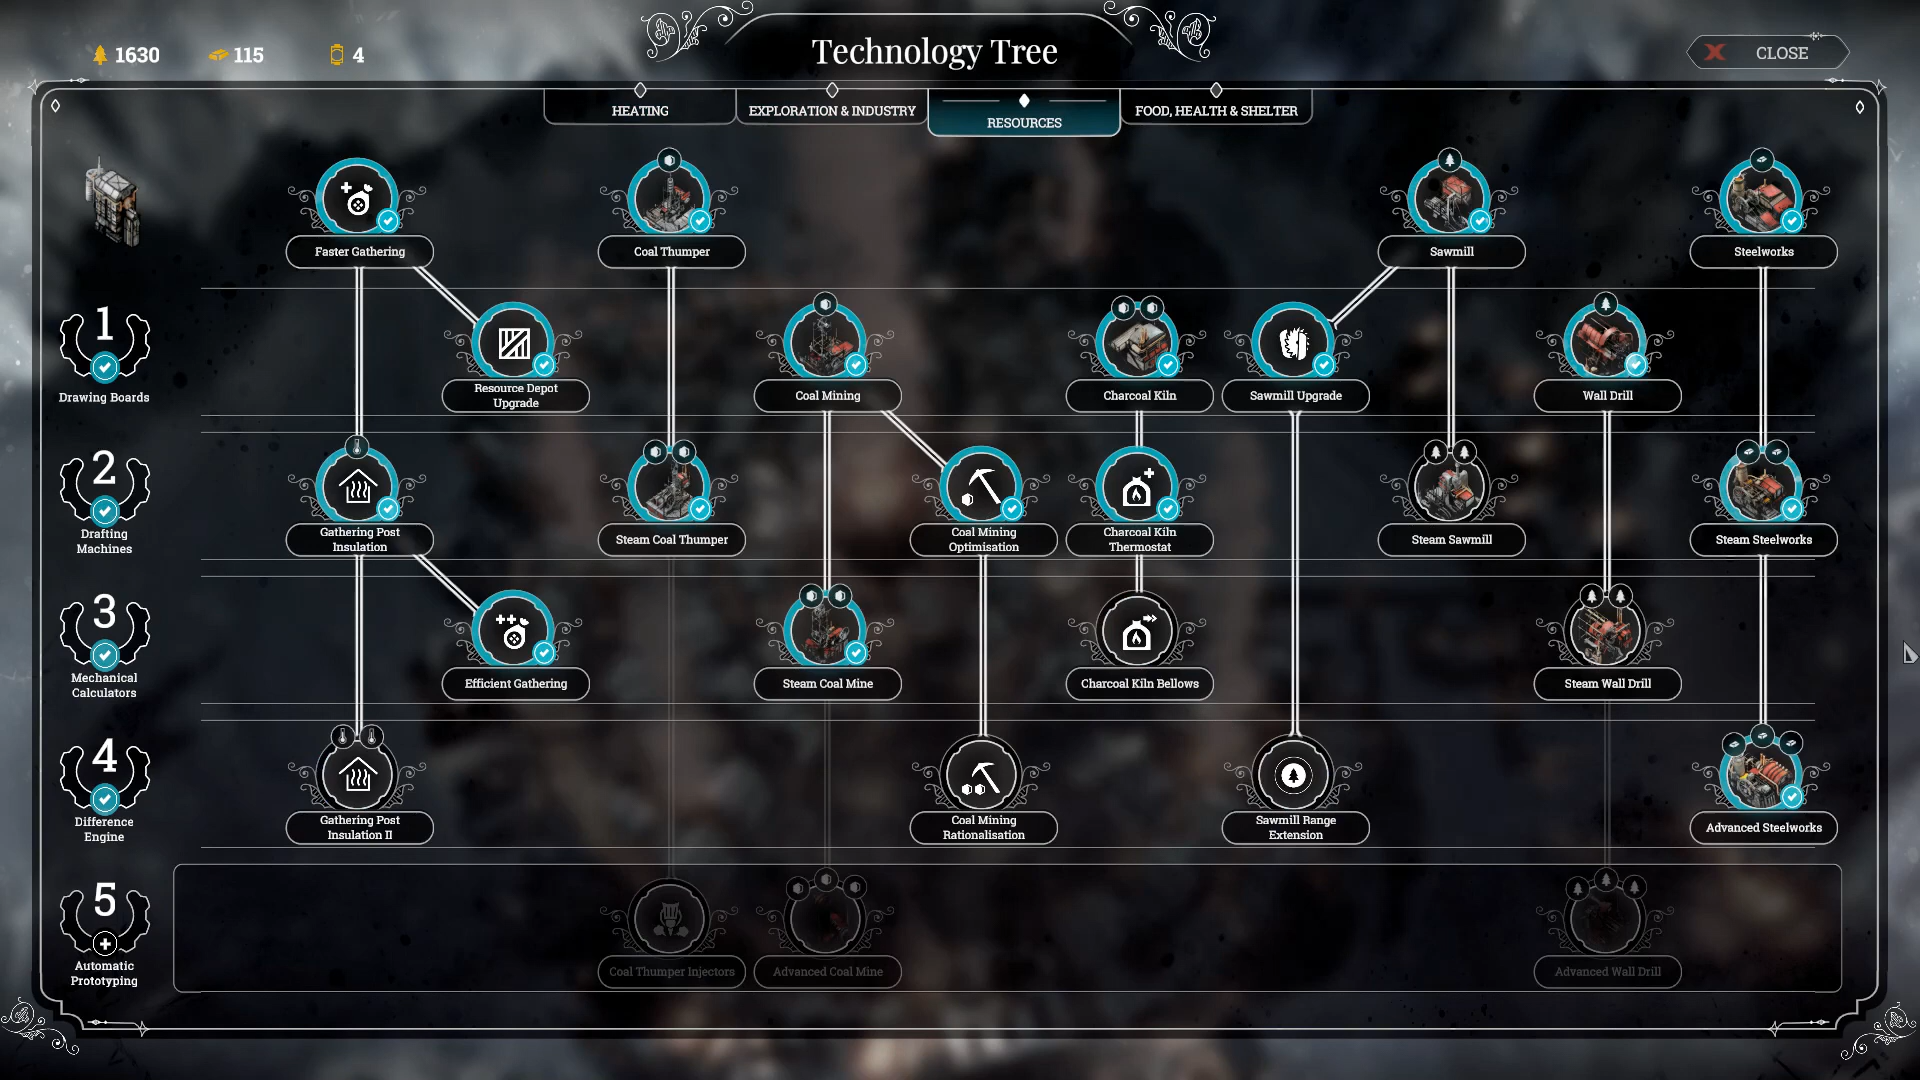 1630
115
4
Technology Tree
CLOSE
HEATING
EXPLORATION & INDUSTRY
RESOURCES
FOOD, HEALTH & SHELTER
Faster Gathering
Coal Thumper
Sawmill
Steelworks
1
Drawing Boards
Resource Depot
Upgrade
Coal Mining
Charcoal Kiln
Sawmill Upgrade
Wall Drill
2
Drafting
Machines
Gathering Post
Insulation
Steam Coal Thumper
Coal Mining
Optimisation
Charcoal Kiln
Thermostat
Steam Sawmill
Steam Steelworks
3
Mechanical
Calculators
Efficient Gathering
Steam Coal Mine
Charcoal Kiln Bellows
Steam Wall Drill
4
Difference
Engine
Gathering Post
Insulation II
Coal Mining
Rationalisation
Sawmill Range
Extension
Advanced Steelworks
5
Automatic
Prototyping
Coal Thumper Injectors
Advanced Coal Mine
Advanced Wall Drill